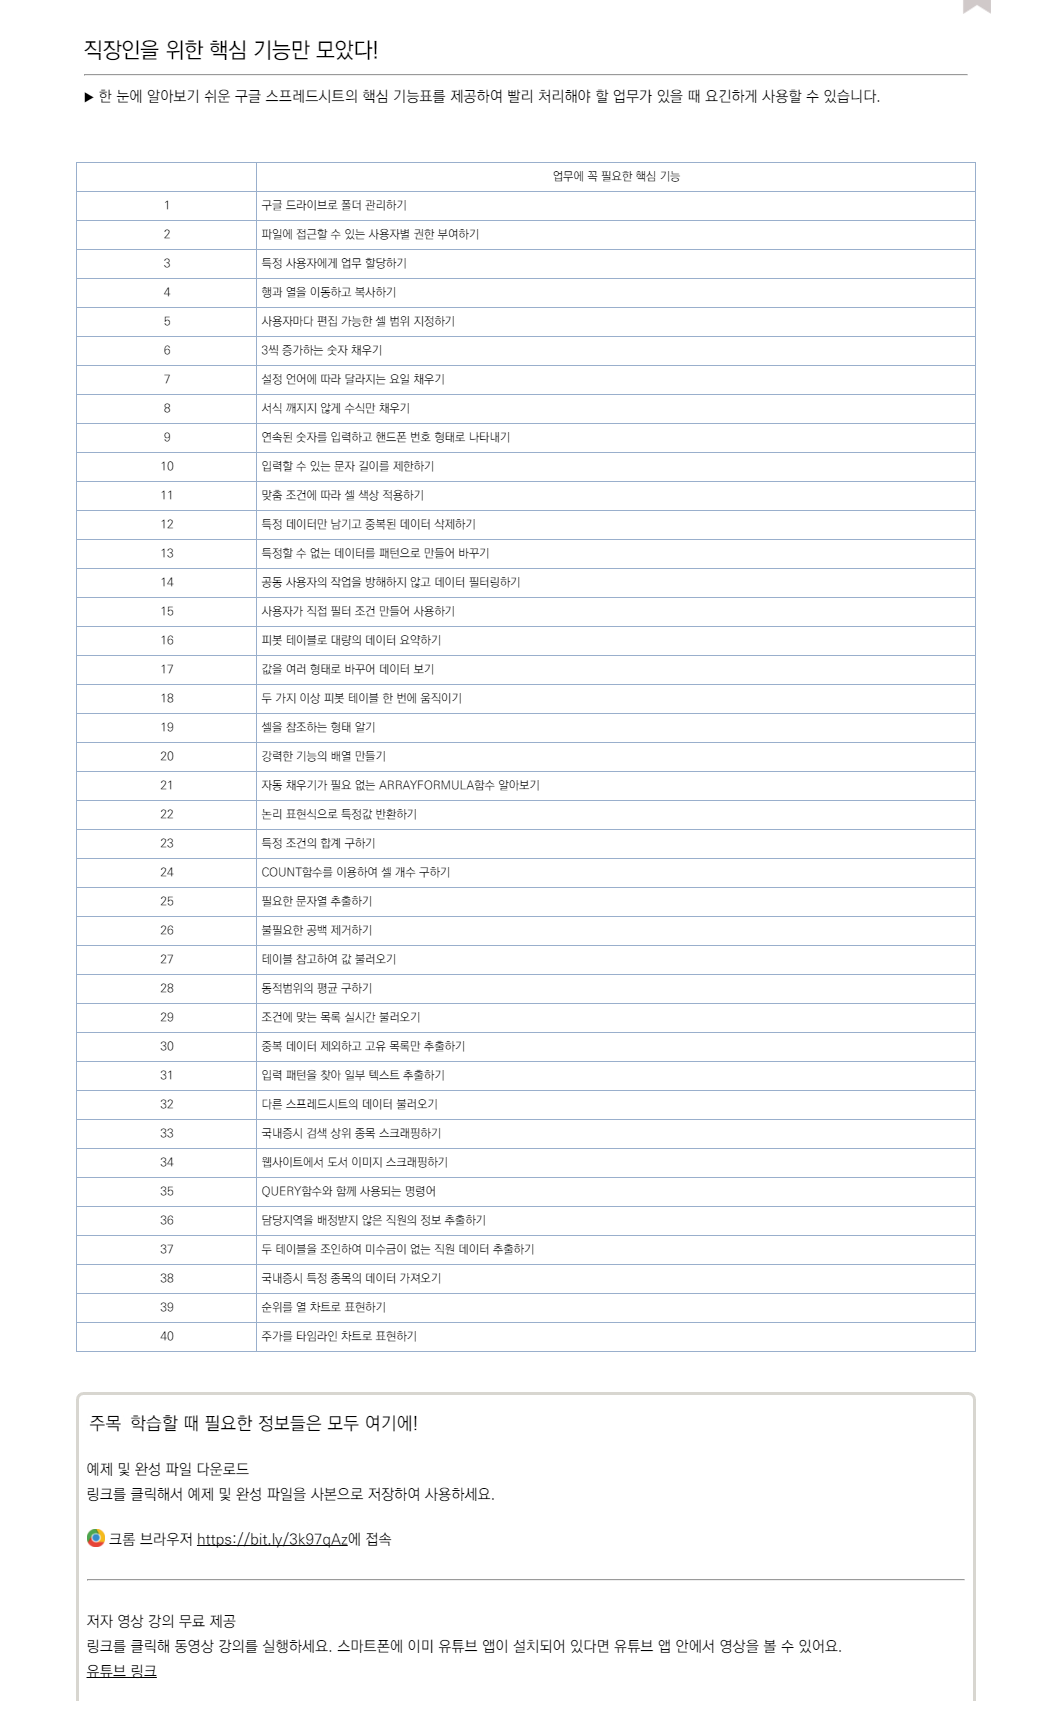 직장인을 위한 핵심 기능만 모았다!
▶ 한 눈에 알아보기 쉬운 구글 스프레드시트의 핵심 기능표를 제공하여 빨리 처리해야 할 업무가 있을 때 요긴하게 사용할 수 있습니다.
업무에 꼭 필요한 핵심 기능
1 구글 드라이브로 폴더 관리하기
2 파일에 접근할 수 있는 사용자별 권한 부여하기
3 특정 사용자에게 업무 할당하기
4 행과 열을 이동하고 복사하기
5 사용자마다 편집 가능한 셀 범위 지정하기
6 3씩 증가하는 숫자 채우기
7 설정 언어에 따라 달라지는 요일 채우기
8 서식 깨지지 않게 수식만 채우기
9 연속된 숫자를 입력하고 핸드폰 번호 형태로 나타내기
10 입력할 수 있는 문자 길이를 제한하기
11 맞춤 조건에 따라 셀 색상 적용하기
12 특정 데이터만 남기고 중복된 데이터 삭제하기
13 특정할 수 없는 데이터를 패턴으로 만들어 바꾸기
14 공동 사용자의 작업을 방해하지 않고 데이터 필터링하기
15 사용자가 직접 필터 조건 만들어 사용하기
16 피봇 테이블로 대량의 데이터 요약하기
17 값을 여러 형태로 바꾸어 데이터 보기
18 두 가지 이상 피봇 테이블 한 번에 움직이기
19 셀을 참조하는 형태 알기
20 강력한 기능의 배열 만들기
21 자동 채우기가 필요 없는 ARRAYFORMULA함수 알아보기
22 논리 표현식으로 특정값 반환하기
23 특정 조건의 합계 구하기
24 COUNT함수를 이용하여 셀 개수 구하기
25 필요한 문자열 추출하기
26 불필요한 공백 제거하기
27 테이블 참고하여 값 불러오기
28 동적범위의 평균 구하기
29 조건에 맞는 목록 실시간 불러오기
30 중복 데이터 제외하고 고유 목록만 추출하기
31 입력 패턴을 찾아 일부 텍스트 추출하기
32 다른 스프레드시트의 데이터 불러오기
33 국내증시 검색 상위 종목 스크래핑하기
34 웹사이트에서 도서 이미지 스크래핑하기
35 QUERY함수와 함께 사용되는 명령어
36 담당지역을 배정받지 않은 직원의 정보 추출하기
37 두 테이블을 조인하여 미수금이 없는 직원 데이터 추출하기
38 국내증시 특정 종목의 데이터 가져오기
39 순위를 열 차트로 표현하기
40 주가를 타임라인 차트로 표현하기
주목 학습할 때 필요한 정보들은 모두 여기에!
예제 및 완성 파일 다운로드
링크를 클릭해서 예제 및 완성 파일을 사본으로 저장하여 사용하세요.
크롬 브라우저 https://bit.ly/3k97qAz에 접속
저자 영상 강의 무료 제공
링크를 클릭해 동영상 강의를 실행하세요. 스마트폰에 이미 유튜브 앱이 설치되어 있다면 유튜브 앱 안에서 영상을 볼 수 있어요.
유튜브 링크